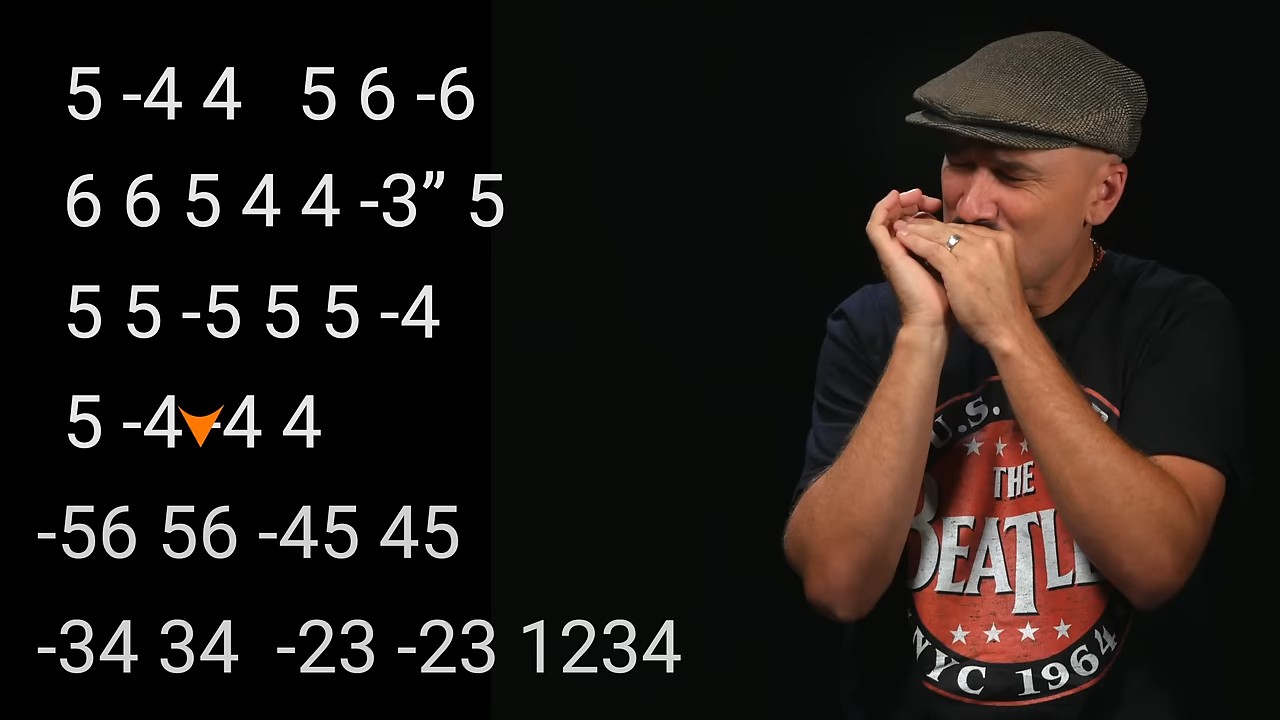 5 -4 4   5 6 -6
6 6 5 4 4 -3” 5
5 5 -5 5 5 -4
5 -4 -4 4
-56 56 -45 45
-34 34  -23 -23 1234
U.S.
THE
BEATLE
NYC 1964